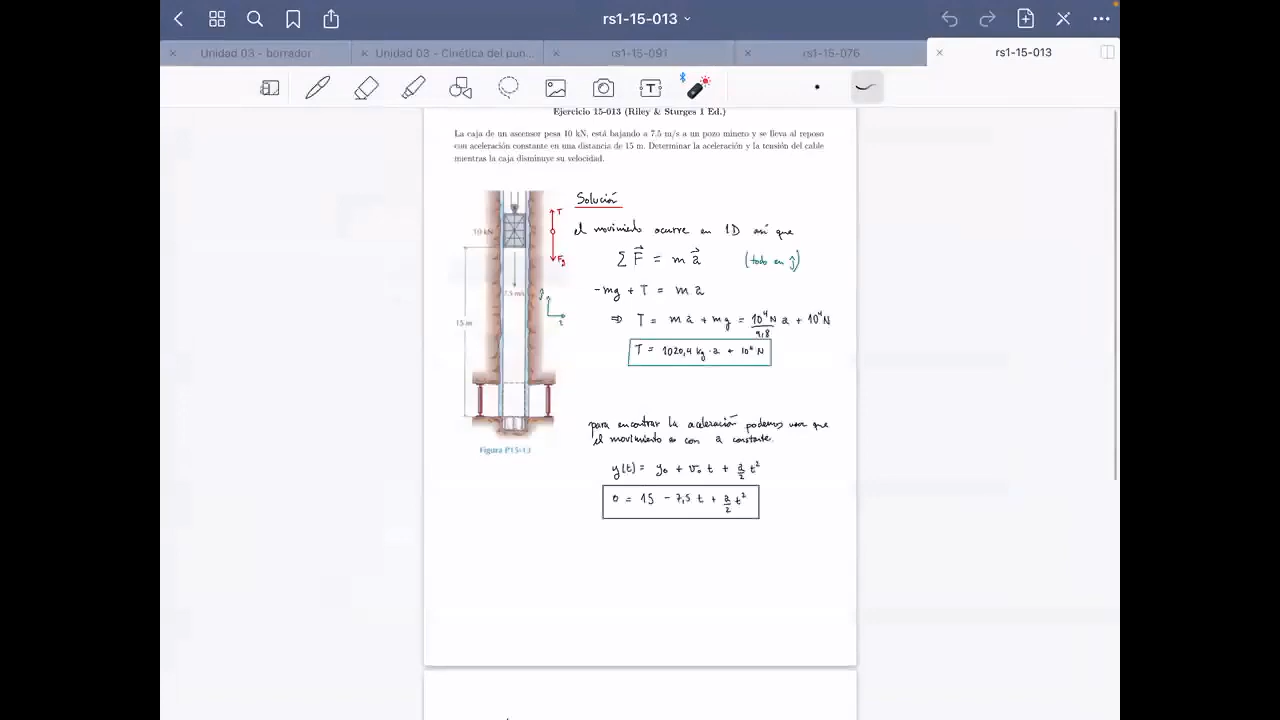 rs1-15-013
Unidad 03 - borrador
Unidad 03 - Cinética del pun...
rs1-15-091
rs1-15-076
rs1-15-013
Ejercicio 15-013 (Riley & Sturges 1 Ed.)
La caja de un ascensor pesa 10 kN, está bajando a 7.5 m/s a un pozo minero y se lleva al reposo
con aceleración constante en una distancia de 15 m. Determinar la aceleración y la tensión del cable
mientras la caja disminuye su velocidad.
Solución
T
10 kN
el movimiento ocurre en 1D así que
Fg
Σ F⃗ = m a⃗ (todo en ĵ)
7.5 m/s
-mg + T = m a
ĵ
15 m
⇒ T = m a + mg = 10⁴N/9,8 a + 10⁴N
T = 1020,4 kg · a + 10⁴ N
para encontrar la aceleración podemos usar que
el movimiento es con a constante.
Figura P15-13
y(t) = y₀ + v₀ t + a/2 t²
0 = 15 - 7,5 t + a/2 t²